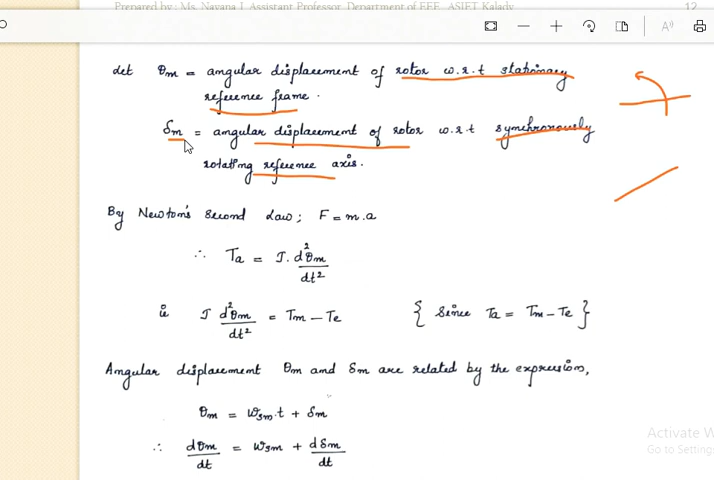 Prepared by : Ms. Nayana J. Assistant Professor, Department of EEE, ASIET Kalady
12
Let θm = angular displacement of rotor w.r.t stationary
reference frame.
δm = angular displacement of rotor w.r.t synchronously
rotating reference axis.
By Newton's Second Law; F = m.a
∴ Ta = J. d²θm/dt²
ie J d²θm/dt² = Tm − Te { since Ta = Tm − Te }
Angular displacement θm and δm are related by the expression,
θm = ωsm.t + δm
∴ dθm/dt = ωsm + dδm/dt
Activate W
Go to Settings